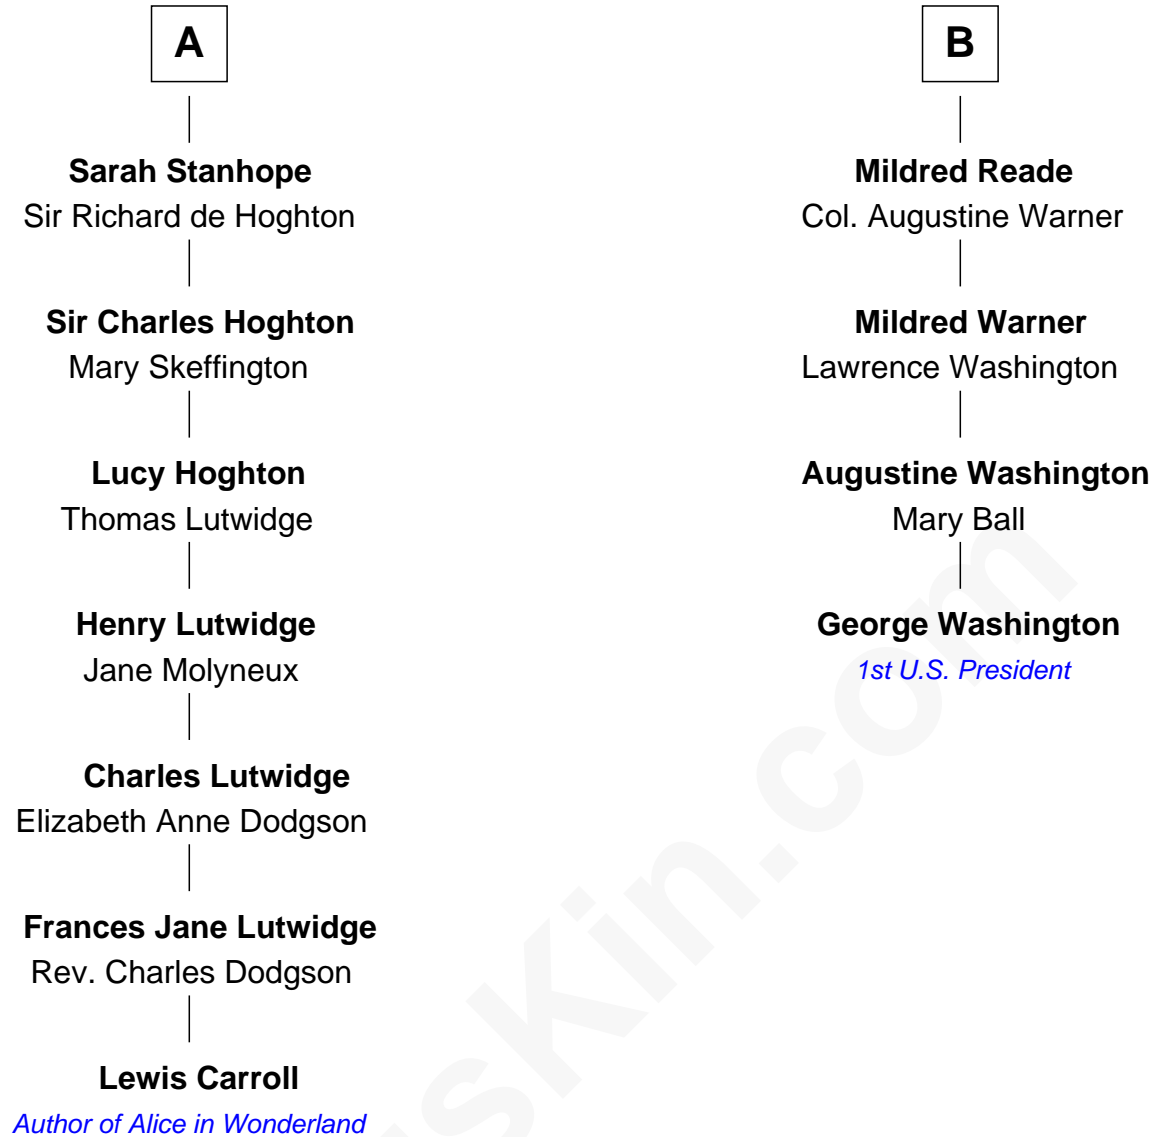 A
Sarah Stanhope
Sir Richard de Hoghton
Sir Charles Hoghton
Mary Skeffington
Lucy Hoghton
Thomas Lutwidge
Henry Lutwidge
Jane Molyneux
Charles Lutwidge
Elizabeth Anne Dodgson
Frances Jane Lutwidge
Rev. Charles Dodgson
Lewis Carroll
Author of Alice in Wonderland
B
Mildred Reade
Col. Augustine Warner
Mildred Warner
Lawrence Washington
Augustine Washington
Mary Ball
George Washington
1st U.S. President
usKin.com